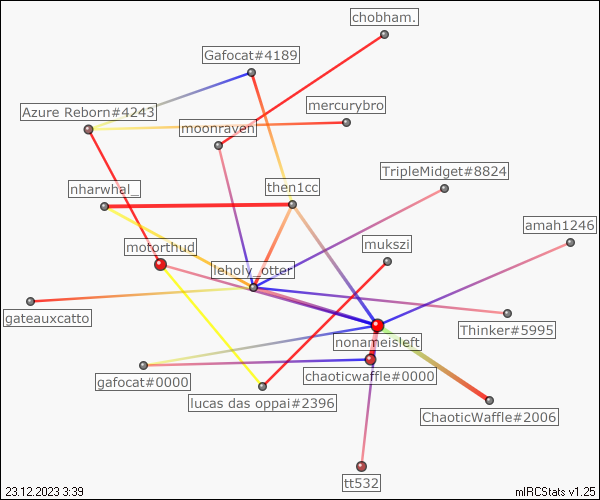 chobham.
Gafocat#4189
Azure Reborn#4243
mercurybro
moonraven
TripleMidget#8824
nharwhal_
then1cc
amah1246
motorthud
mukszi
leholy_otter
gateauxcatto
Thinker#5995
nonameisleft
gafocat#0000
chaoticwaffle#0000
lucas das oppai#2396
ChaoticWaffle#2006
tt532
23.12.2023 3:39
mIRCStats v1.25